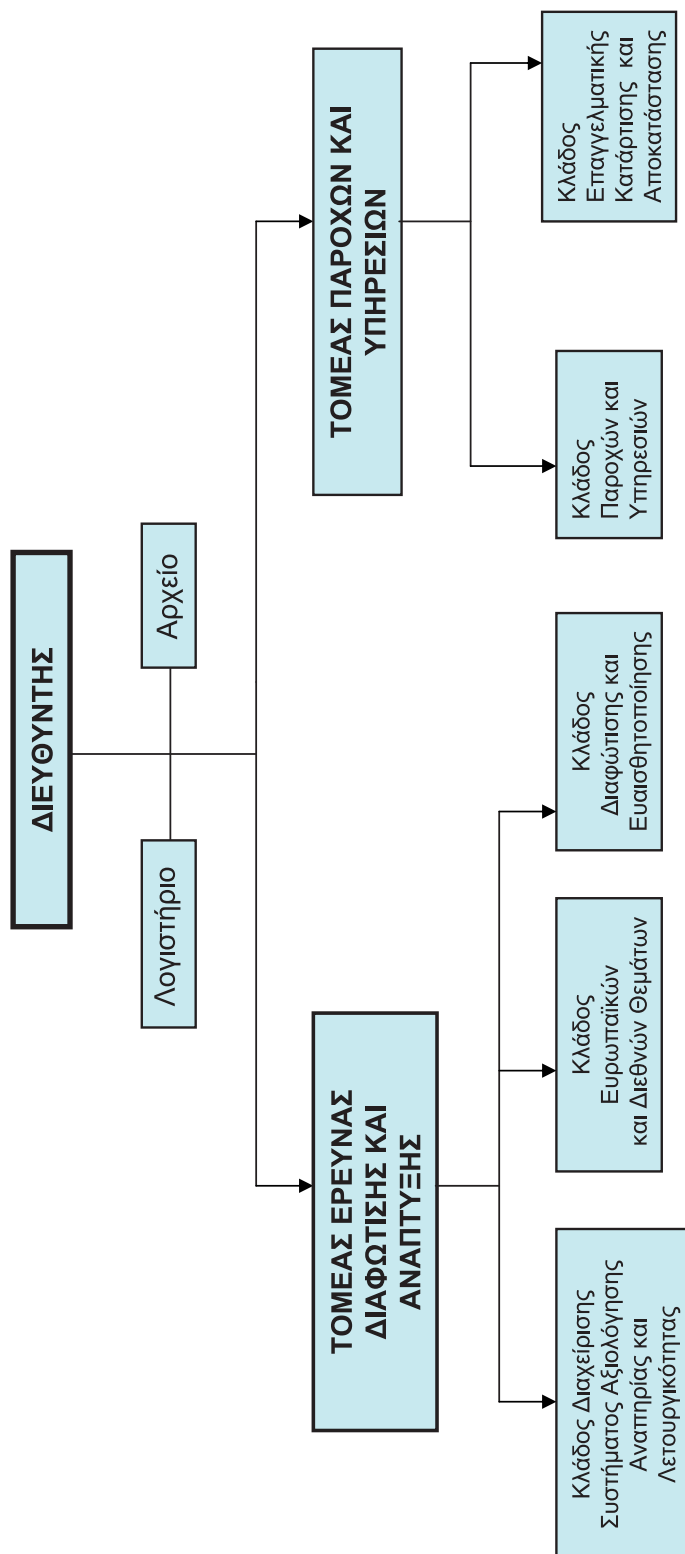 ΔΙΕΥΘΥΝΤΗΣ
Λογιστήριο
Αρχείο
ΤΟΜΕΑΣ ΕΡΕΥΝΑΣ
ΔΙΑΦΩΤΙΣΗΣ ΚΑΙ
ΑΝΑΠΤΥΞΗΣ
ΤΟΜΕΑΣ ΠΑΡΟΧΩΝ ΚΑΙ
ΥΠΗΡΕΣΙΩΝ
Κλάδος Διαχείρισης
Συστήματος Αξιολόγησης
Αναπηρίας και
Λειτουργικότητας
Κλάδος
Ευρωπαϊκών
και Διεθνών Θεμάτων
Κλάδος
Διαφώτισης και
Ευαισθητοποίησης
Κλάδος
Παροχών και
Υπηρεσιών
Κλάδος
Επαγγελματικής
Κατάρτισης και
Αποκατάστασης